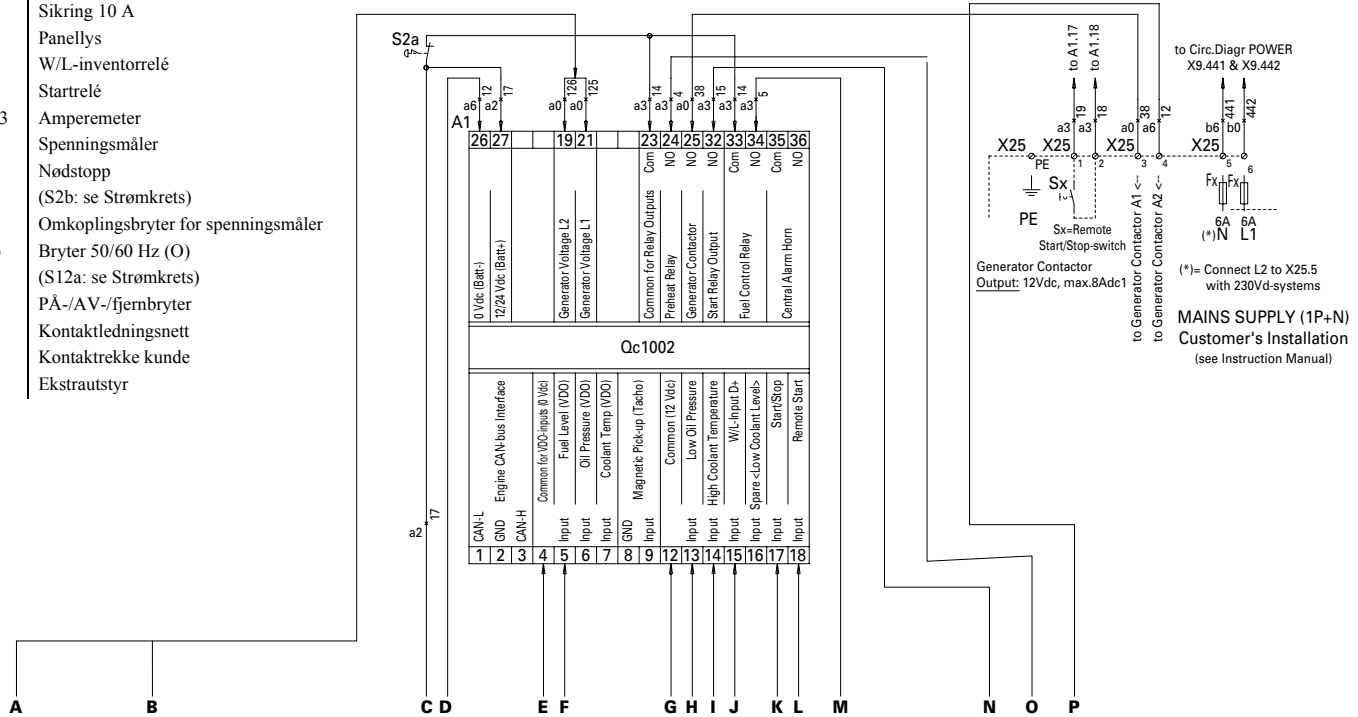 Sikring 10 A
Panellys
W/L-inventorrelé
Startrelé
3 Amperemeter
Spenningsmåler
Nødstopp
(S2b: se Strømkrets)
Omkoplingsbryter for spenningsmåler
Bryter 50/60 Hz (O)
(S12a: se Strømkrets)
PÅ-/AV-/fjernbryter
Kontaktledningsnett
Kontaktrekke kunde
Ekstrautstyr
S2a
a6 12 a2 17 a0 126 a0 125 a3 14 a3 4 a0 38 a3 15 a3 14 a3 5
A1
26 27 19 21 23 24 25 32 33 34 35 36
Com NO NO NO Com NO Com NO
0 Vdc (Batt-)
12/24 Vdc (Batt+)
Generator Voltage L2
Generator Voltage L1
Common for Relay Outputs
Preheat Relay
Generator Contactor
Start Relay Output
Fuel Control Relay
Central Alarm Horn
Qc1002
Engine CAN-bus Interface
Common for VDO-inputs (0 Vdc)
Fuel Level (VDO)
Oil Pressure (VDO)
Coolant Temp (VDO)
Magnetic Pick-up (Tacho)
Common (12 Vdc)
Low Oil Pressure
High Coolant Temperature
W/L-Input D+
Spare <Low Coolant Level>
Start/Stop
Remote Start
CAN-L GND CAN-H Input Input Input GND Input Input Input Input Input Input Input
1 2 3 4 5 6 7 8 9 12 13 14 15 16 17 18
a2 17
to A1.17
to A1.18
a3 19 a3 18 a0 38 a6 12
X25 X25 X25 X25
PE 1 2 3 4 5 6
PE
Sx
Sx=Remote
Start/Stop-switch
Generator Contactor
Output: 12Vdc, max.8Adc1
to Generator Contactor A1 <--
to Generator Contactor A2 <--
to Circ.Diagr POWER
X9.441 & X9.442
b6 441 b0 442
Fx Fx
6A 6A
(*)N L1
(*)= Connect L2 to X25.5
with 230Vd-systems
MAINS SUPPLY (1P+N)
Customer's Installation
(see Instruction Manual)
A B C D E F G H I J K L M N O P